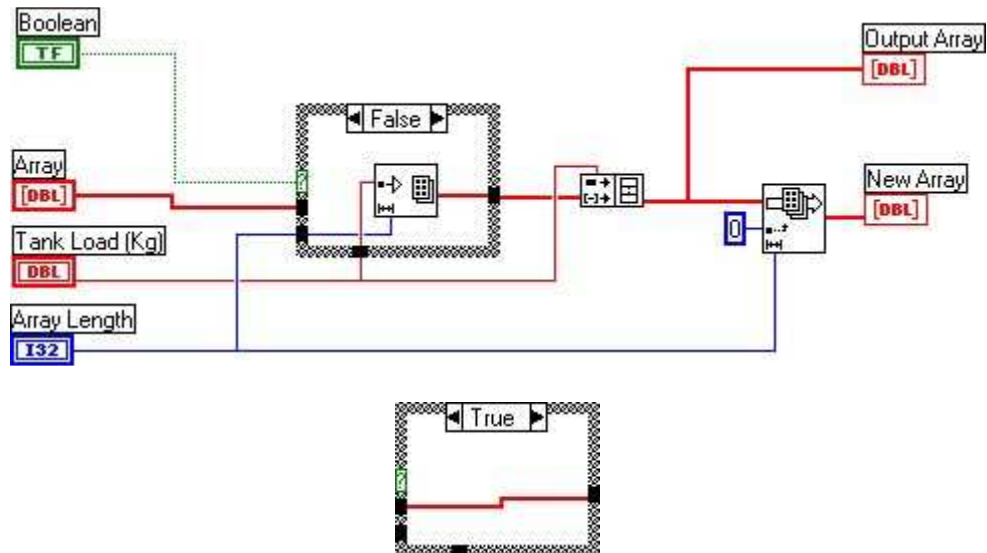 Boolean
TF
Output Array
[DBL]
False
Array
[DBL]
New Array
[DBL]
Tank Load (Kg)
DBL
0
Array Length
I32
True